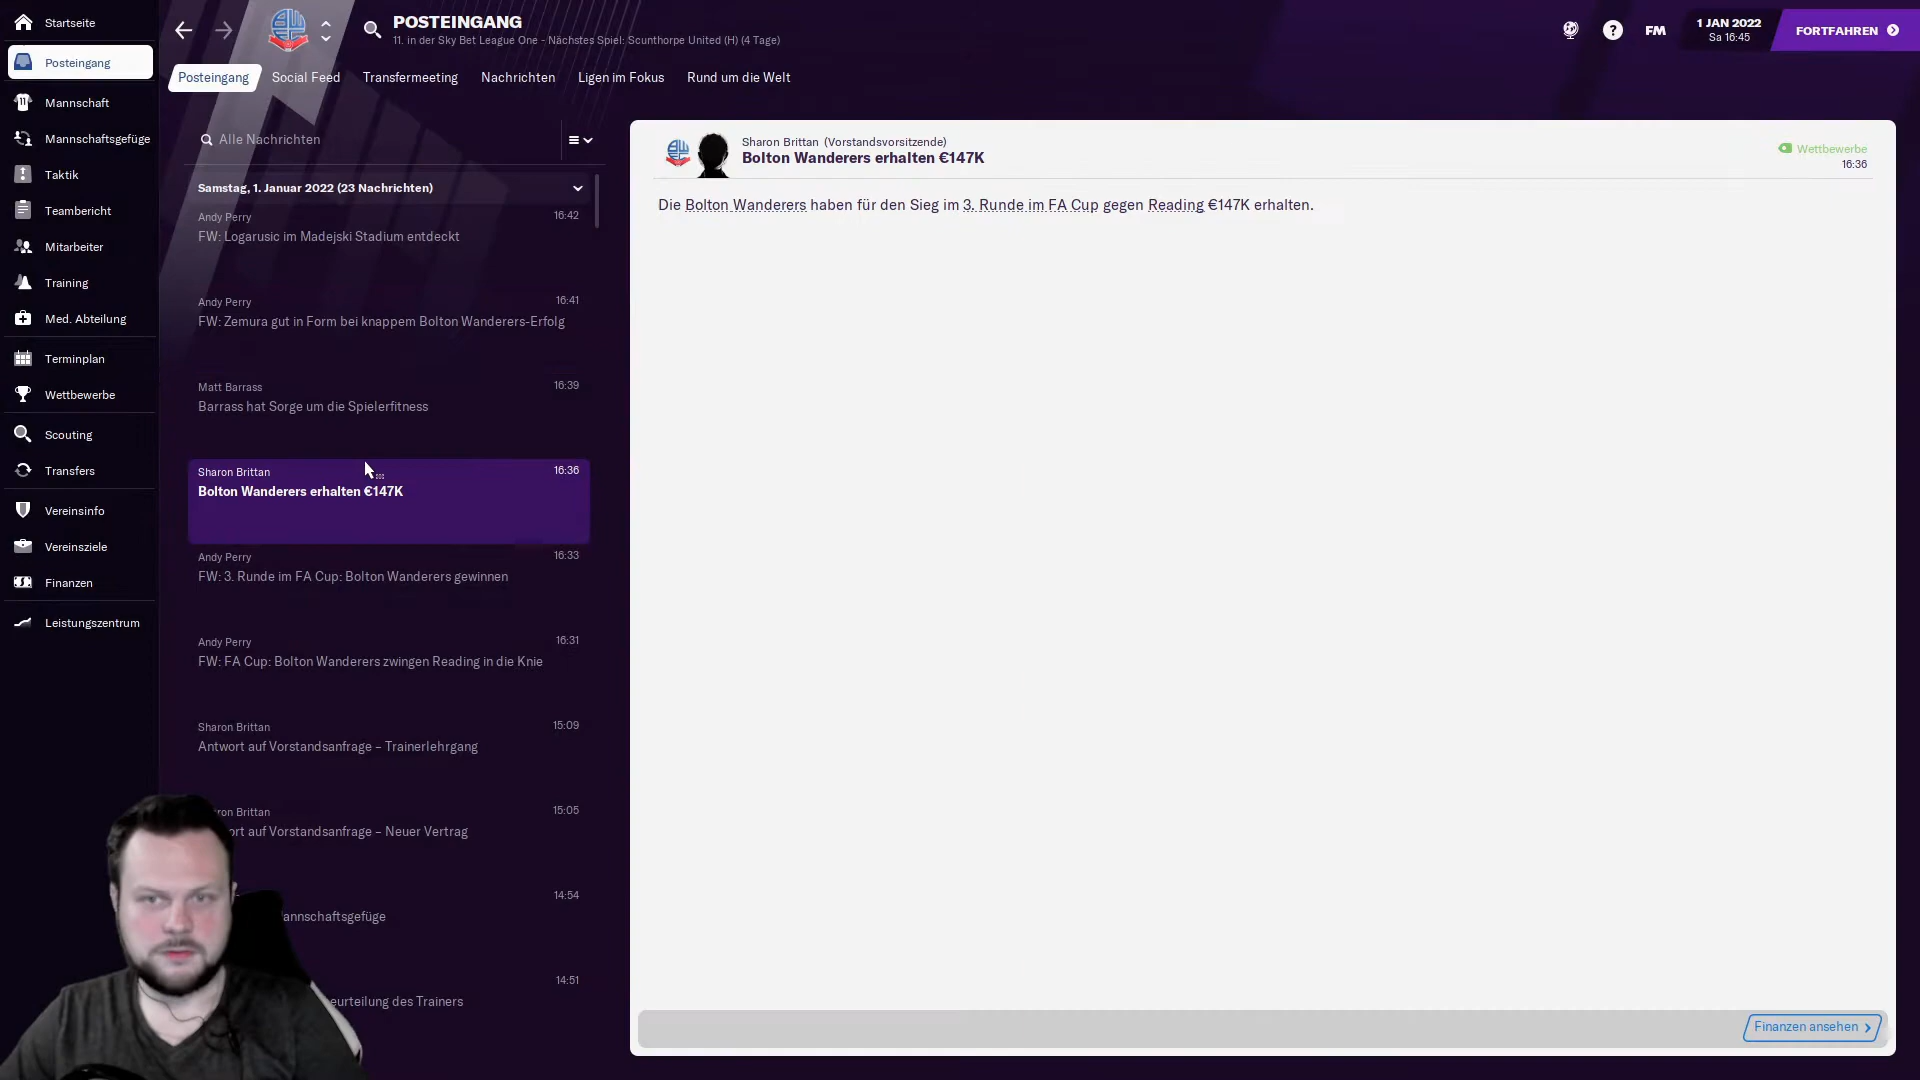 Startseite
Posteingang
Mannschaft
Mannschaftsgefüge
Taktik
Teambericht
Mitarbeiter
Training
Med. Abteilung
Terminplan
Wettbewerbe
Scouting
Transfers
Vereinsinfo
Vereinsziele
Finanzen
Leistungszentrum
POSTEINGANG
11. in der Sky Bet League One - Nächstes Spiel: Scunthorpe United (H) (4 Tage)
FM
1 JAN 2022
Sa 16:45
FORTFAHREN
Posteingang
Social Feed
Transfermeeting
Nachrichten
Ligen im Fokus
Rund um die Welt
Alle Nachrichten
Samstag, 1. Januar 2022 (23 Nachrichten)
Andy Perry 16:42
FW: Logarusic im Madejski Stadium entdeckt
Andy Perry 16:41
FW: Zemura gut in Form bei knappem Bolton Wanderers-Erfolg
Matt Barrass 16:39
Barrass hat Sorge um die Spielerfitness
Sharon Brittan 16:36
Bolton Wanderers erhalten €147K
Andy Perry 16:33
FW: 3. Runde im FA Cup: Bolton Wanderers gewinnen
Andy Perry 16:31
FW: FA Cup: Bolton Wanderers zwingen Reading in die Knie
Sharon Brittan 15:09
Antwort auf Vorstandsanfrage – Trainerlehrgang
ron Brittan 15:05
ort auf Vorstandsanfrage – Neuer Vertrag
14:54
annschaftsgefüge
14:51
eurteilung des Trainers
Sharon Brittan (Vorstandsvorsitzende)
Bolton Wanderers erhalten €147K
Wettbewerbe
16:36
Die Bolton Wanderers haben für den Sieg im 3. Runde im FA Cup gegen Reading €147K erhalten.
Finanzen ansehen